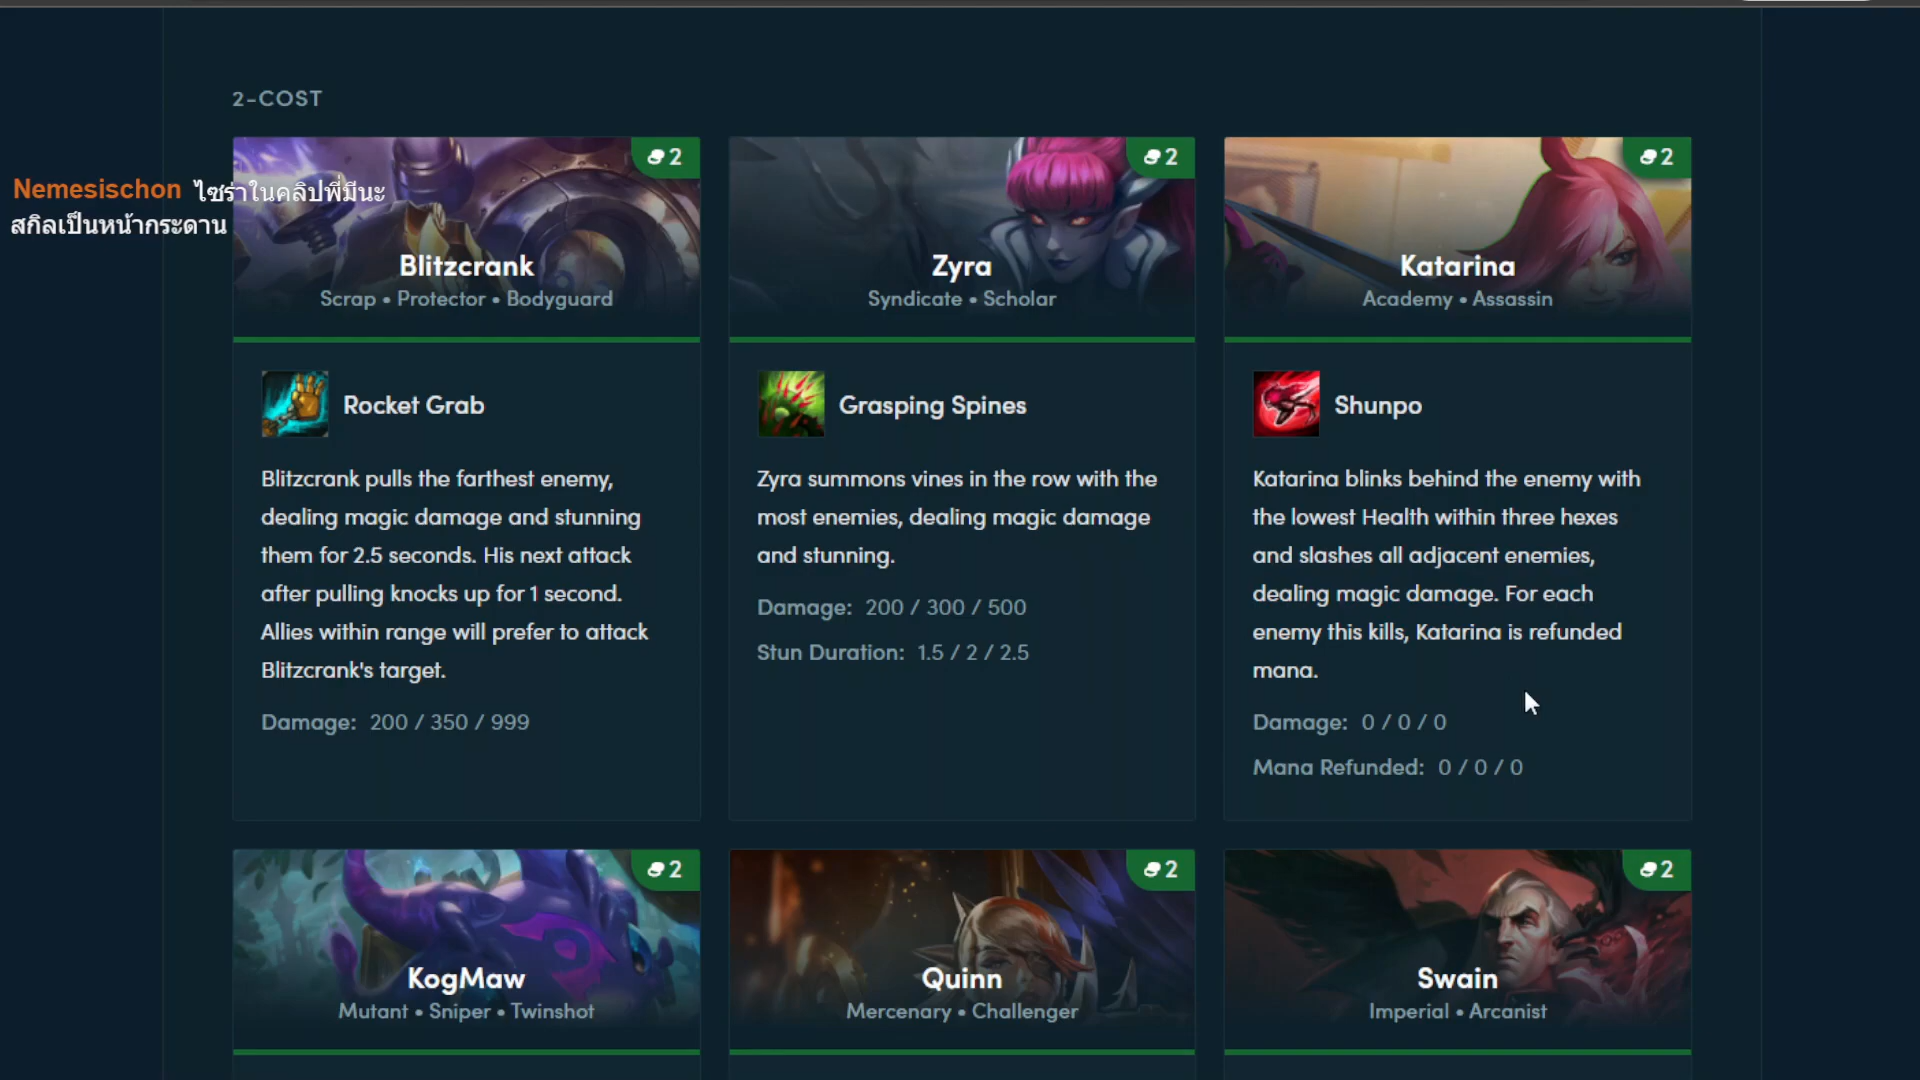 2-COST
Nemesischon ไซร่าในคลิปพี่มีนะ
สกิลเป็นหน้ากระดาน
2
Blitzcrank
Scrap • Protector • Bodyguard
Rocket Grab
Blitzcrank pulls the farthest enemy,
dealing magic damage and stunning
them for 2.5 seconds. His next attack
after pulling knocks up for 1 second.
Allies within range will prefer to attack
Blitzcrank's target.
Damage: 200 / 350 / 999
2
Zyra
Syndicate • Scholar
Grasping Spines
Zyra summons vines in the row with the
most enemies, dealing magic damage
and stunning.
Damage: 200 / 300 / 500
Stun Duration: 1.5 / 2 / 2.5
2
Katarina
Academy • Assassin
Shunpo
Katarina blinks behind the enemy with
the lowest Health within three hexes
and slashes all adjacent enemies,
dealing magic damage. For each
enemy this kills, Katarina is refunded
mana.
Damage: 0 / 0 / 0
Mana Refunded: 0 / 0 / 0
2
KogMaw
Mutant • Sniper • Twinshot
2
Quinn
Mercenary • Challenger
2
Swain
Imperial • Arcanist